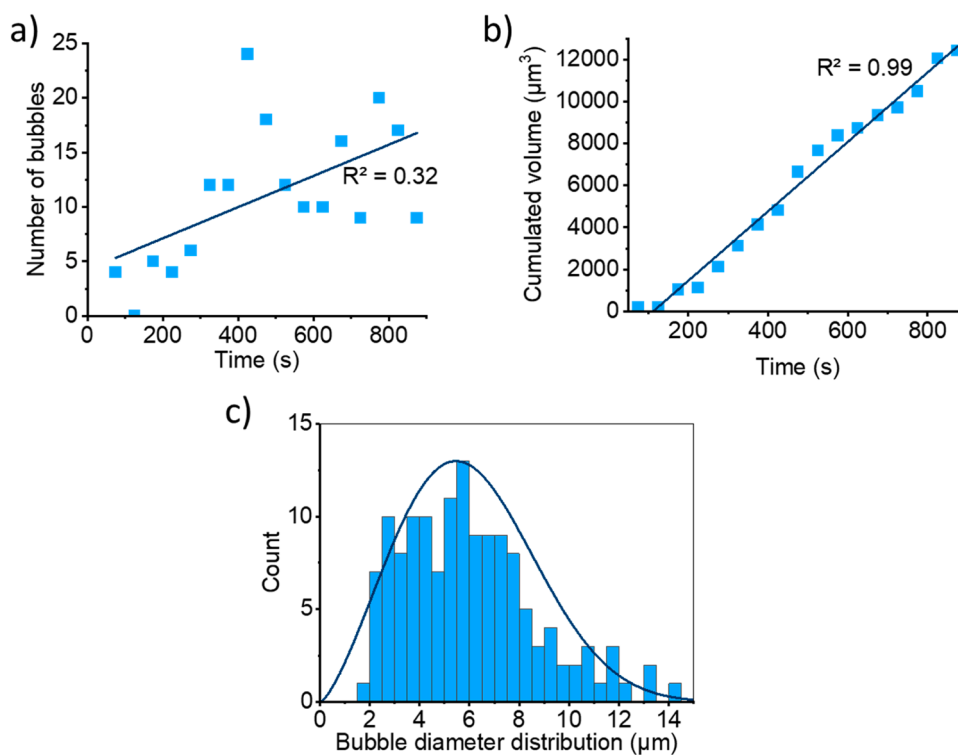 a)
25
20
15
10
5
0
Number of bubbles
R² = 0.32
0 200 400 600 800
Time (s)
b)
12000
10000
8000
6000
4000
2000
0
Cumulated volume (µm³)
R² = 0.99
200 400 600 800
Time (s)
c)
15
10
5
0
Count
0 2 4 6 8 10 12 14
Bubble diameter distribution (µm)